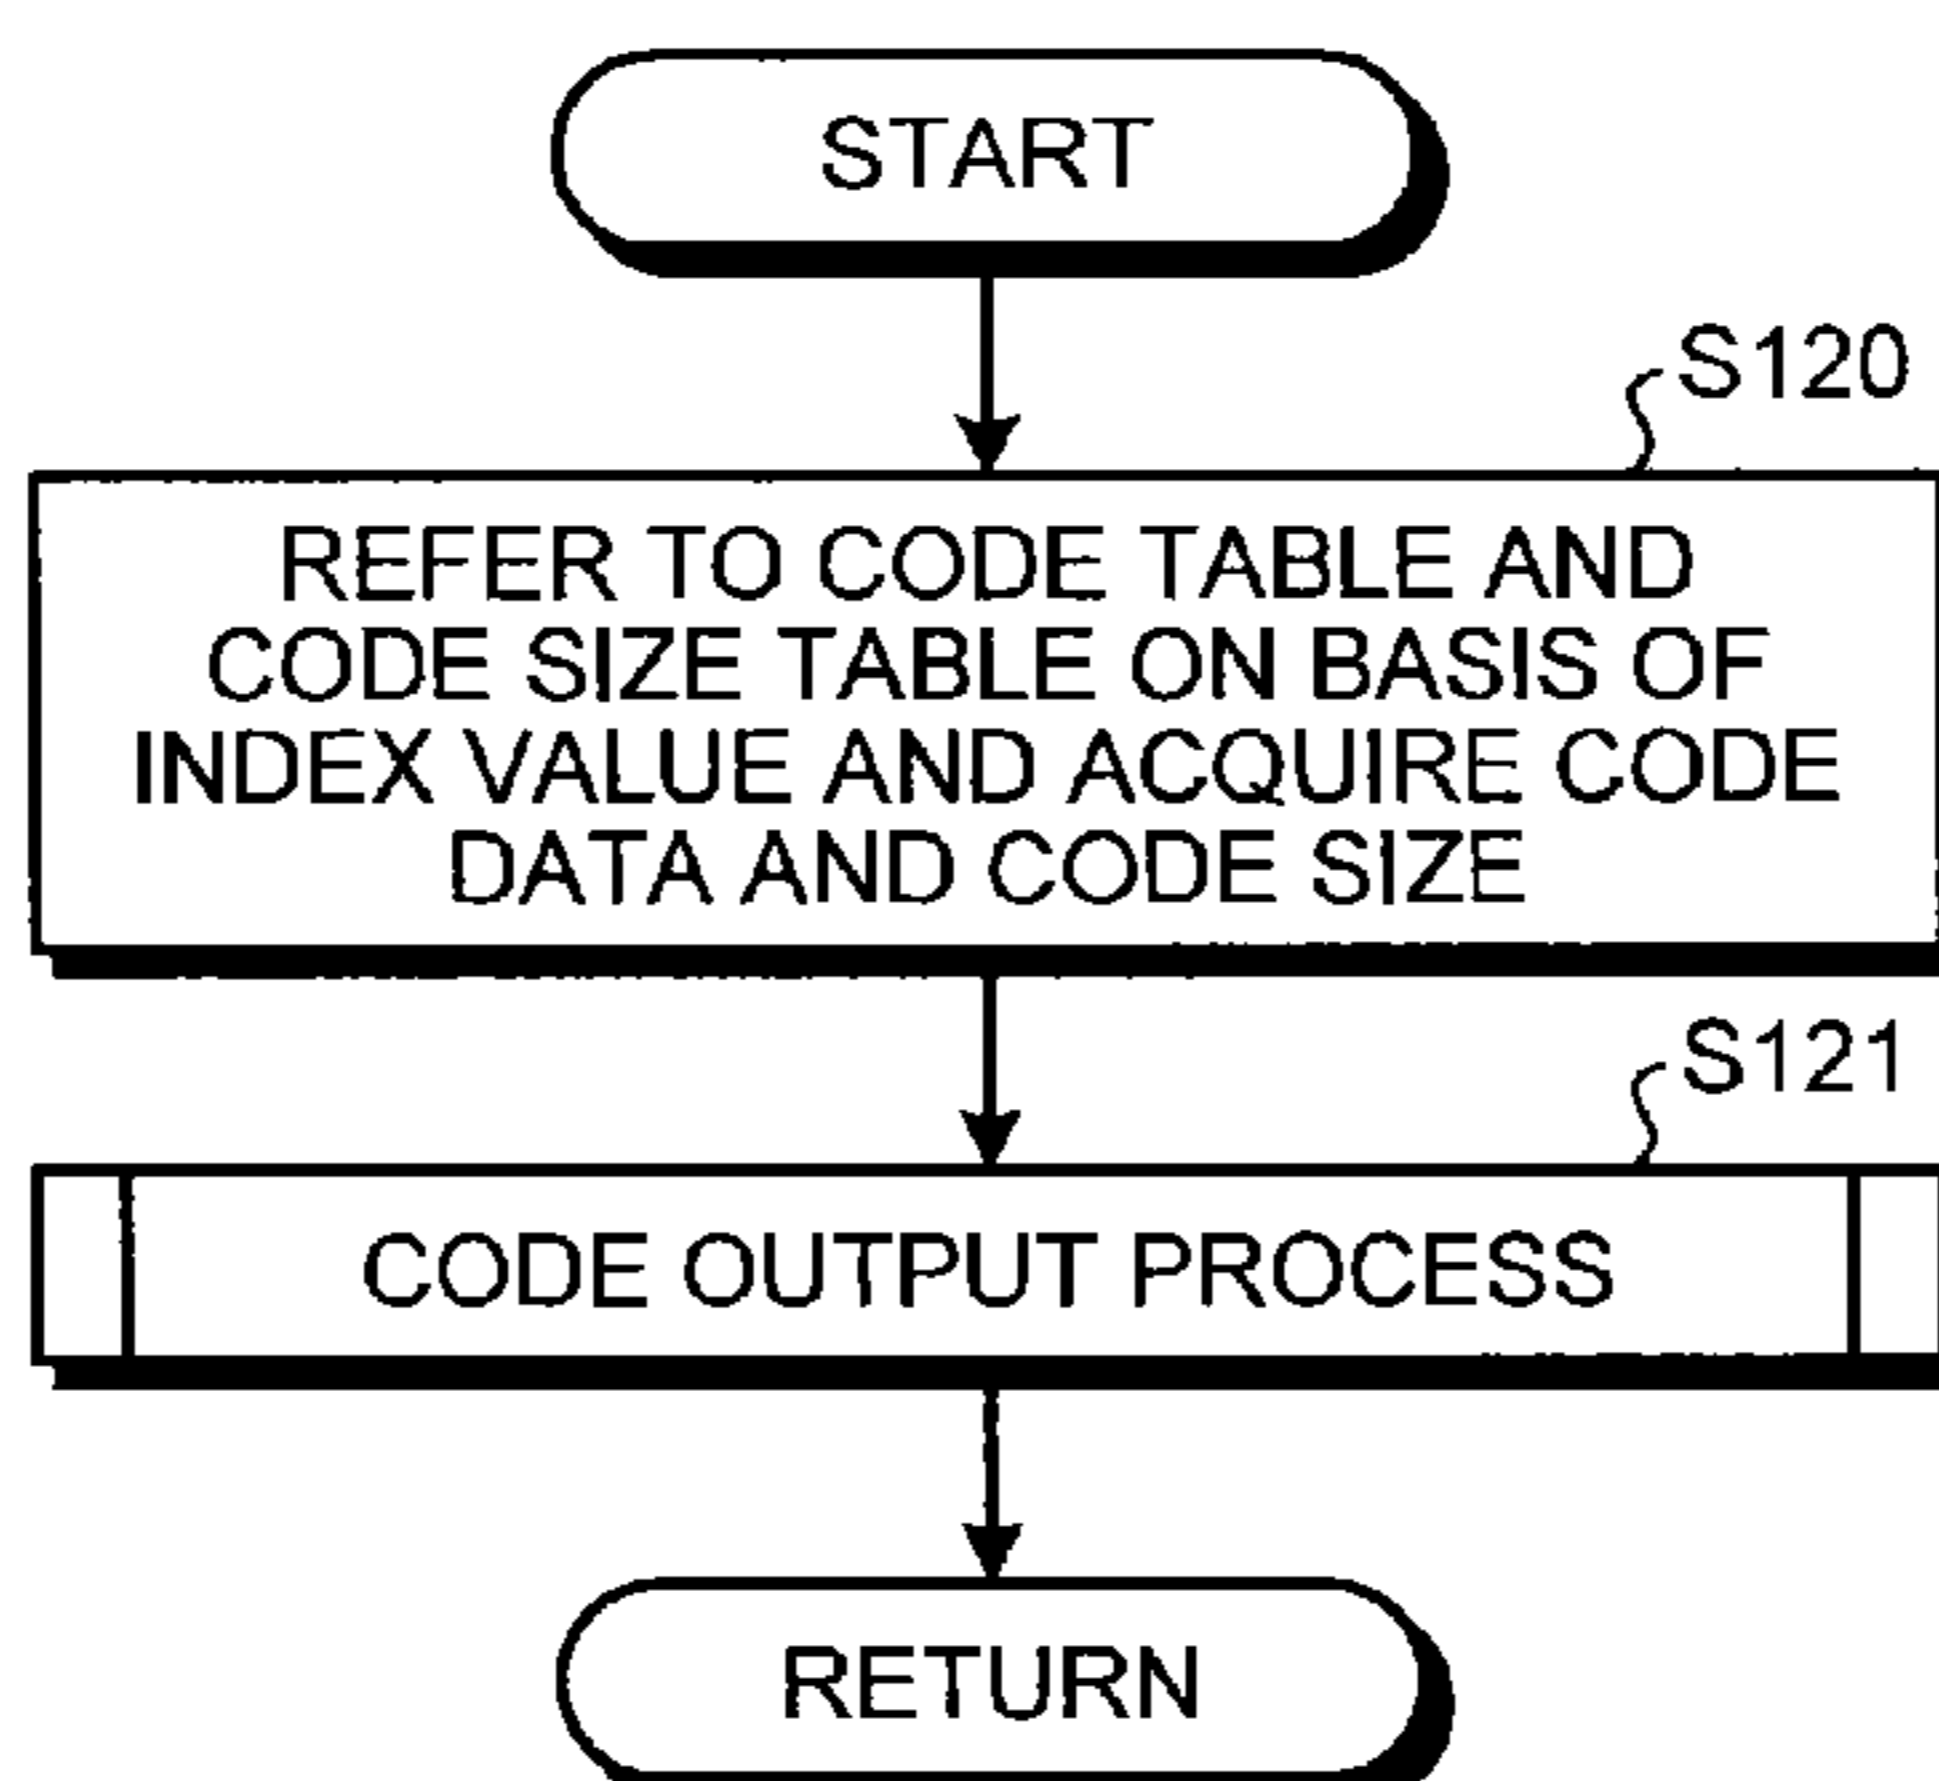 START
S120
REFER TO CODE TABLE AND
CODE SIZE TABLE ON BASIS OF
INDEX VALUE AND ACQUIRE CODE
DATA AND CODE SIZE
S121
CODE OUTPUT PROCESS
RETURN